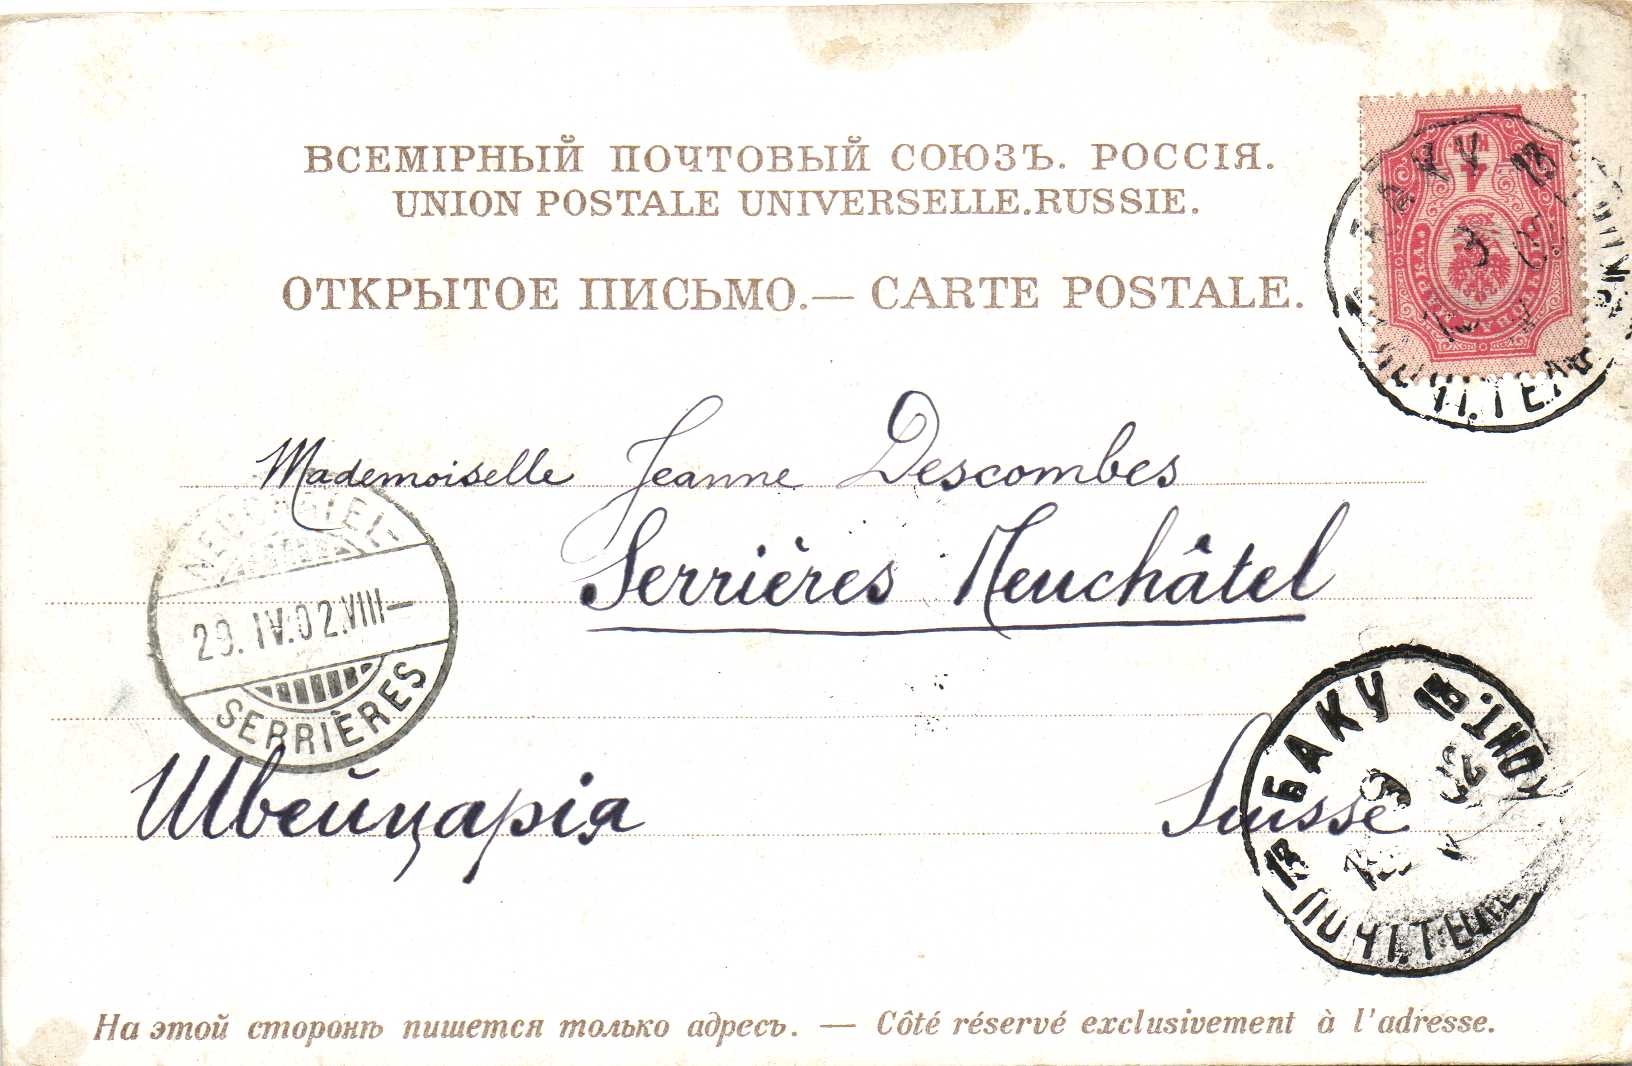 ВСЕМІРНЫЙ ПОЧТОВЫЙ СОЮЗЪ. РОССІЯ.
UNION POSTALE UNIVERSELLE.RUSSIE.
ОТКРЫТОЕ ПИСЬМО.— CARTE POSTALE.
Mademoiselle Jeanne Descombes
Serrières Neuchâtel
29. IV.02.VIII—
SERRIÈRES
Швейцарія Suisse
БАКУ
На этой сторонѣ пишется только адресъ. — Côté réservé exclusivement à l'adresse.